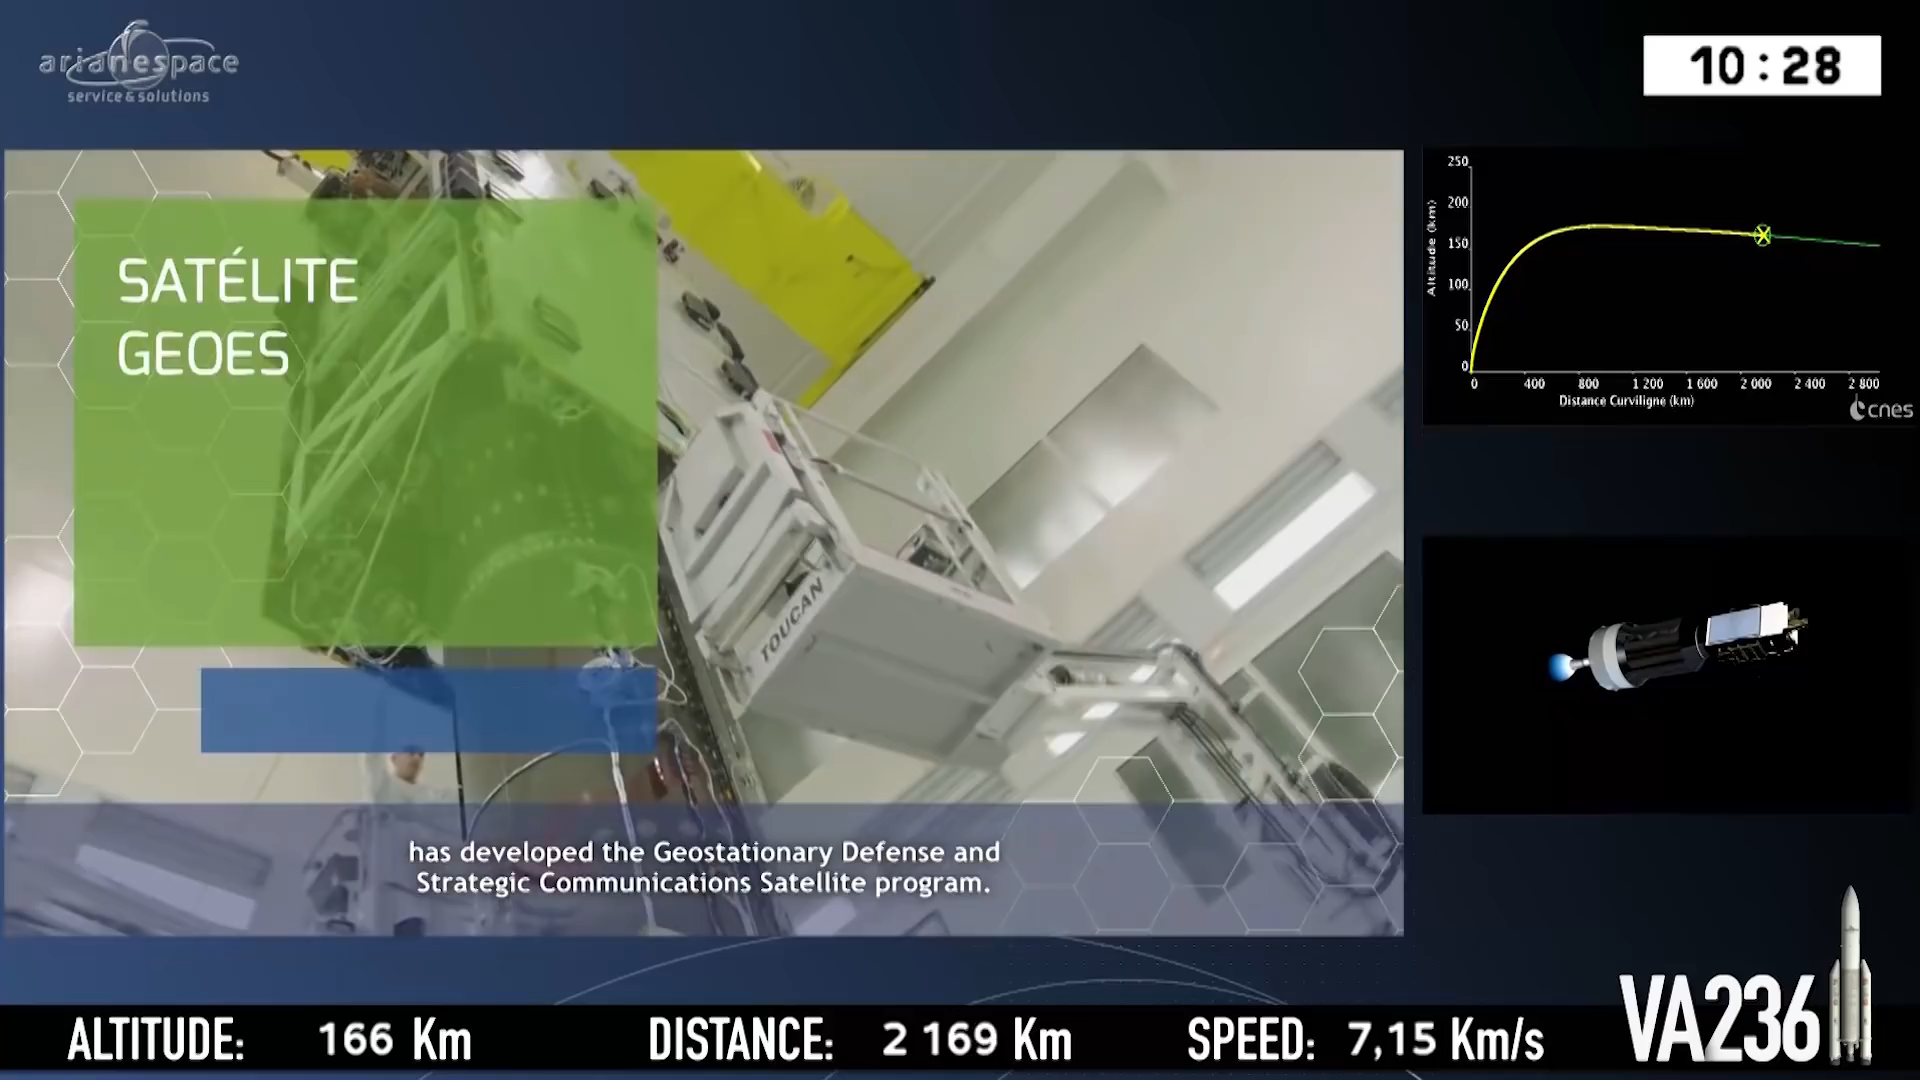 arianespace
service & solutions
10 : 28
SATÉLITE
GEOES
TOUCAN
has developed the Geostationary Defense and
Strategic Communications Satellite program.
250
200
150
100
50
0
Altitude (km)
0 400 800 1 200 1 600 2 000 2 400 2 800
Distance Curviligne (km)
cnes
ALTITUDE: 166 Km DISTANCE: 2 169 Km SPEED: 7,15 Km/s
VA236